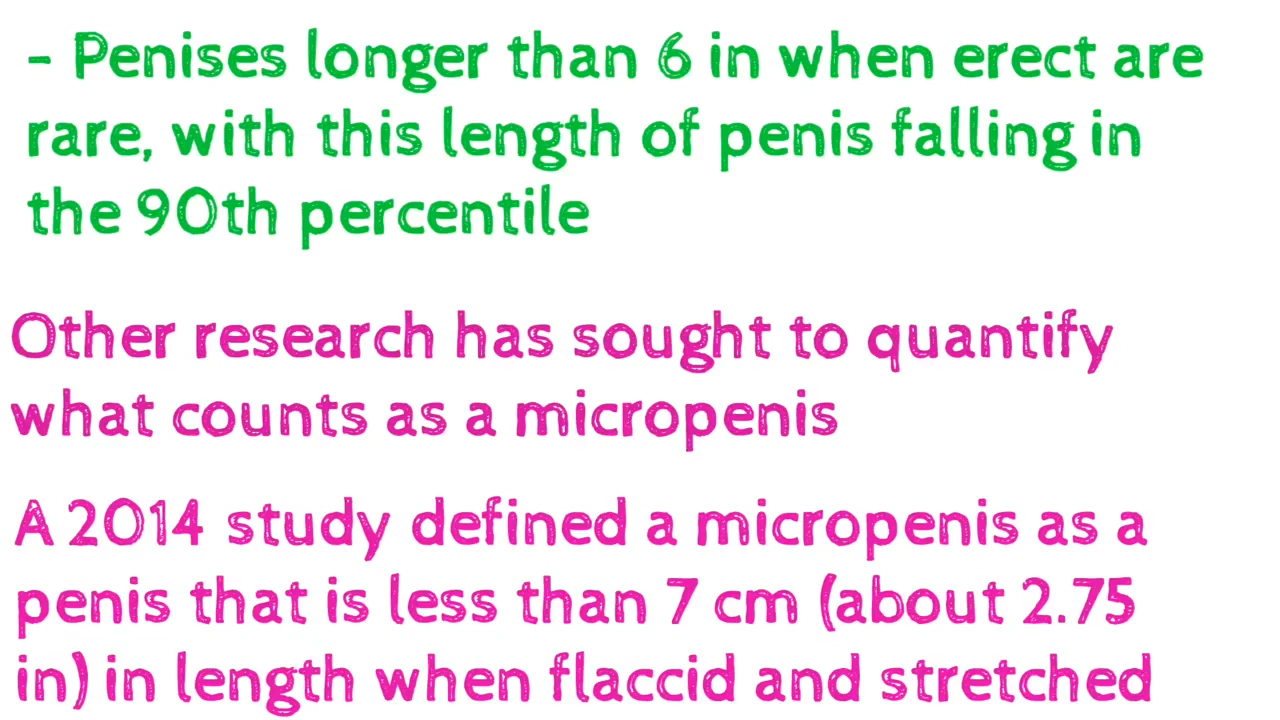 - Penises longer than 6 in when erect are
rare, with this length of penis falling in
the 90th percentile
Other research has sought to quantify
what counts as a micropenis
A 2014 study defined a micropenis as a
penis that is less than 7 cm (about 2.75
in) in length when flaccid and stretched